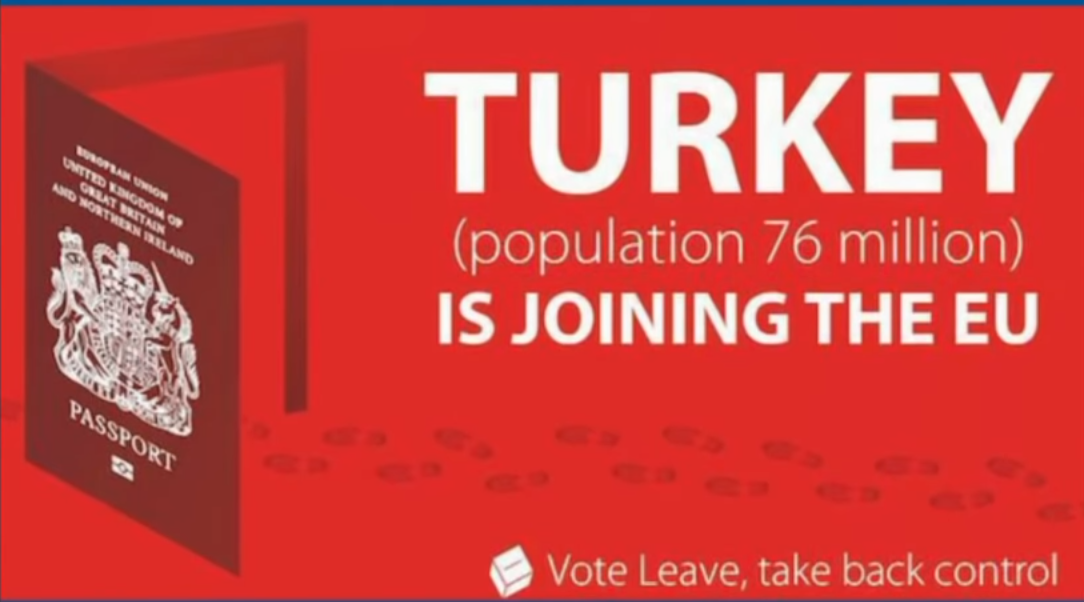 EUROPEAN UNION
UNITED KINGDOM OF
GREAT BRITAIN
AND NORTHERN IRELAND
PASSPORT
TURKEY
(population 76 million)
IS JOINING THE EU
Vote Leave, take back control